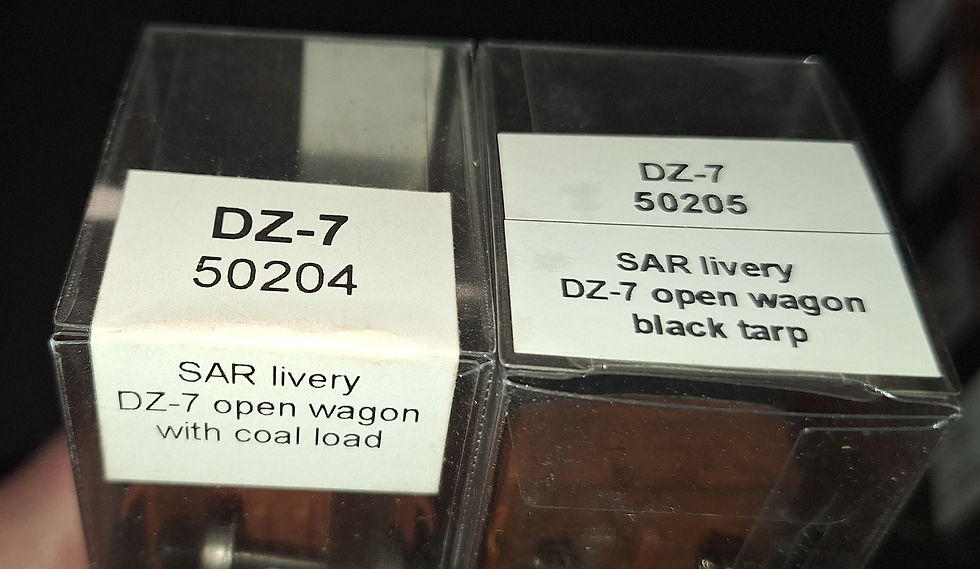 DZ-7
50204
SAR livery
DZ-7 open wagon
with coal load
DZ-7
50205
SAR livery
DZ-7 open wagon
black tarp